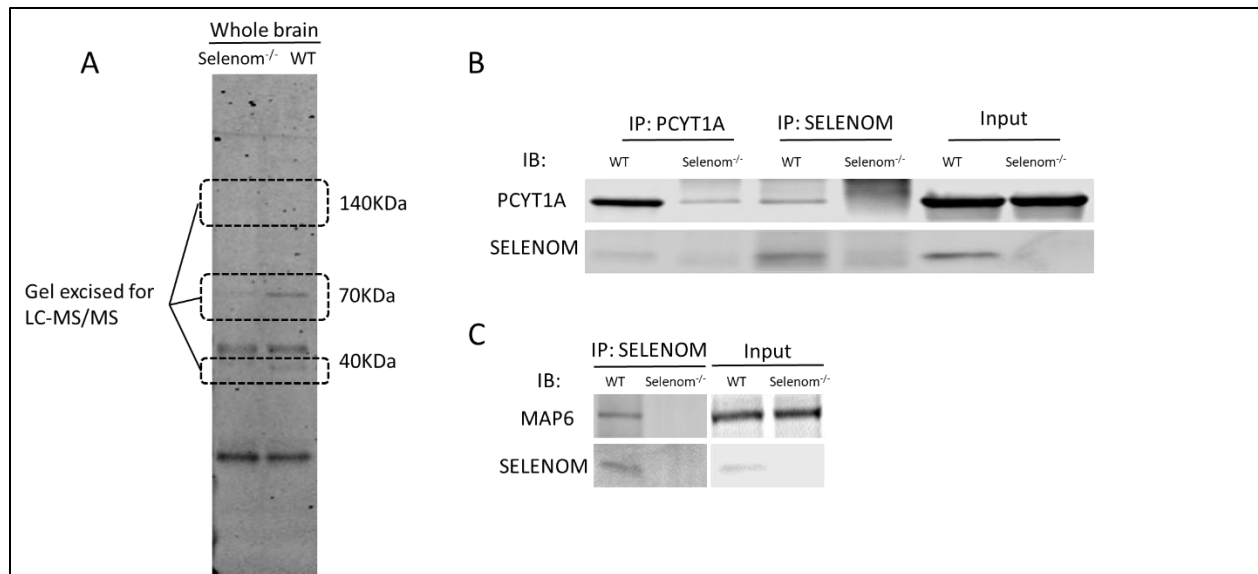 A
Whole brain
Selenom-/- WT
140KDa
70KDa
40KDa
Gel excised for
LC-MS/MS
B
IP: PCYT1A IP: SELENOM Input
IB: WT Selenom-/- WT Selenom-/- WT Selenom-/-
PCYT1A
SELENOM
C
IP: SELENOM Input
IB: WT Selenom-/- WT Selenom-/-
MAP6
SELENOM